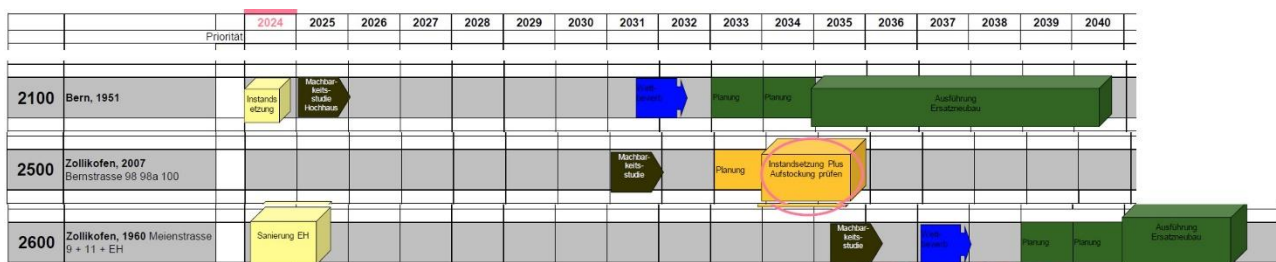 2024 2025 2026 2027 2028 2029 2030 2031 2032 2033 2034 2035 2036 2037 2038 2039 2040
Priorität
2100 Bern, 1951
Instands
etzung
Machbar-
keits-
studie
Hochhaus
Planung Planung
Ausführung
Ersatzneubau
2500 Zollikofen, 2007
Bernstrasse 98 98a 100
Machbar-
keits-
studie
Planung
Instandsetzung Plus
Aufstockung prüfen
2600 Zollikofen, 1960 Meienstrasse
9 + 11 + EH
Sanierung EH
Machbar-
keits-
studie
Planung Planung
Ausführung
Ersatzneubau